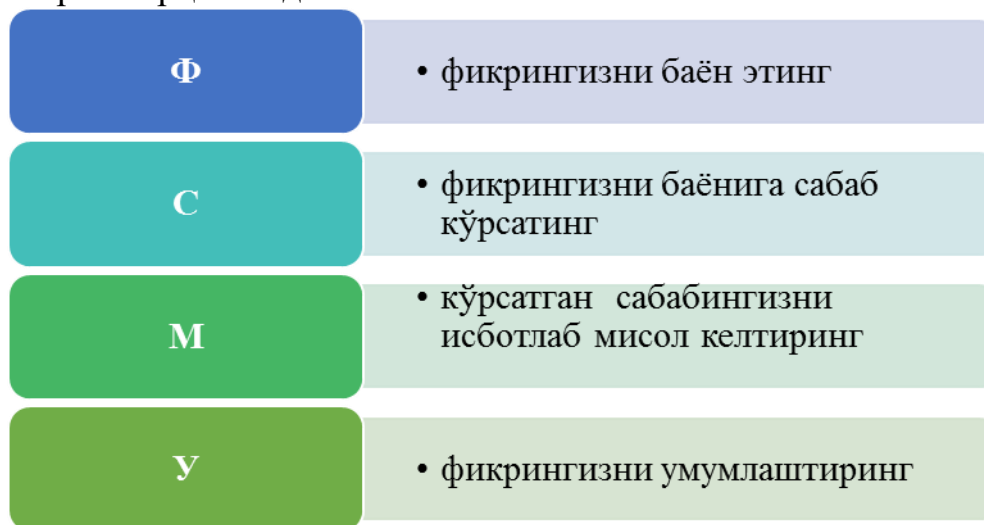 Ф
• фикрингизни баён этинг
С
• фикрингизни баёнига сабаб
кўрсатинг
М
• кўрсатган сабабингизни
исботлаб мисол келтиринг
У
• фикрингизни умумлаштиринг